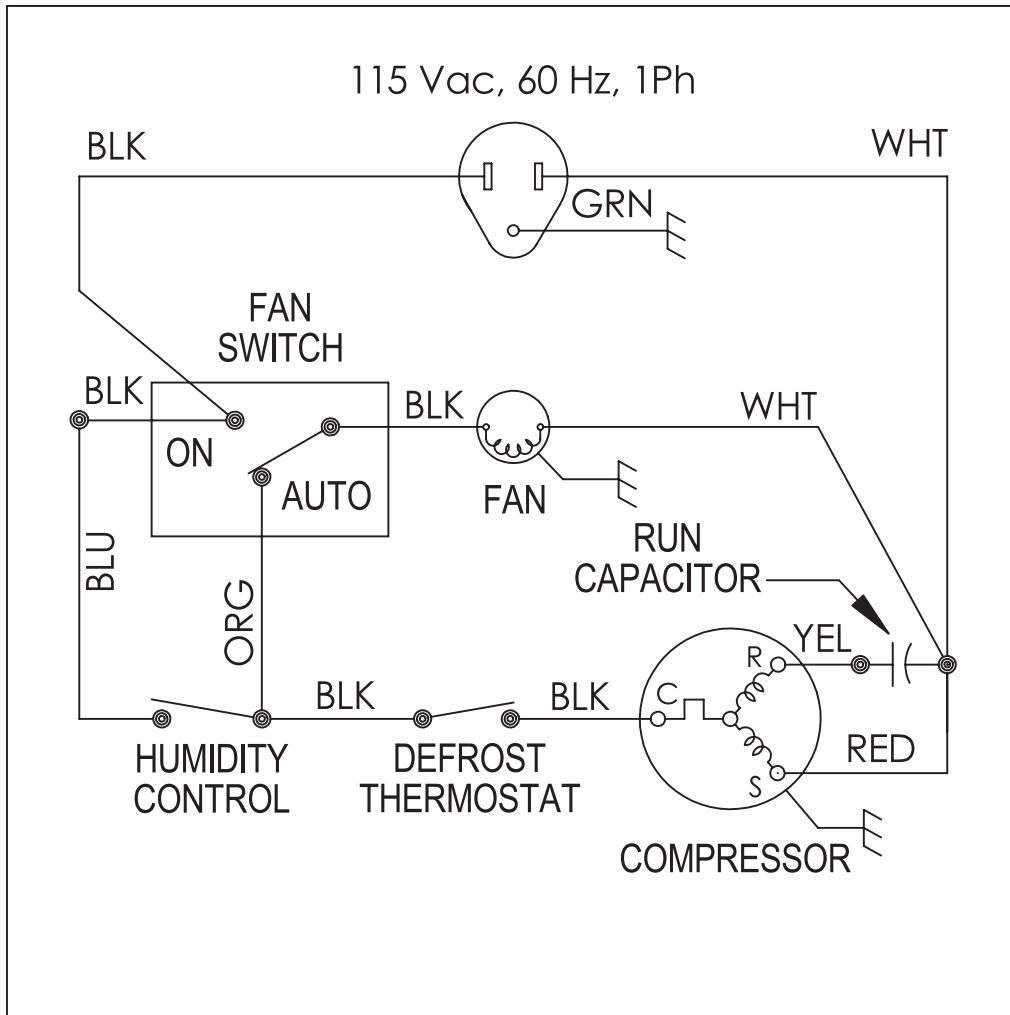 115 Vac, 60 Hz, 1Ph
BLK
WHT
GRN
FAN
SWITCH
BLK
ON
AUTO
BLK
FAN
WHT
BLU
ORG
RUN
CAPACITOR
YEL
R
C
S
BLK
BLK
RED
HUMIDITY
CONTROL
DEFROST
THERMOSTAT
COMPRESSOR